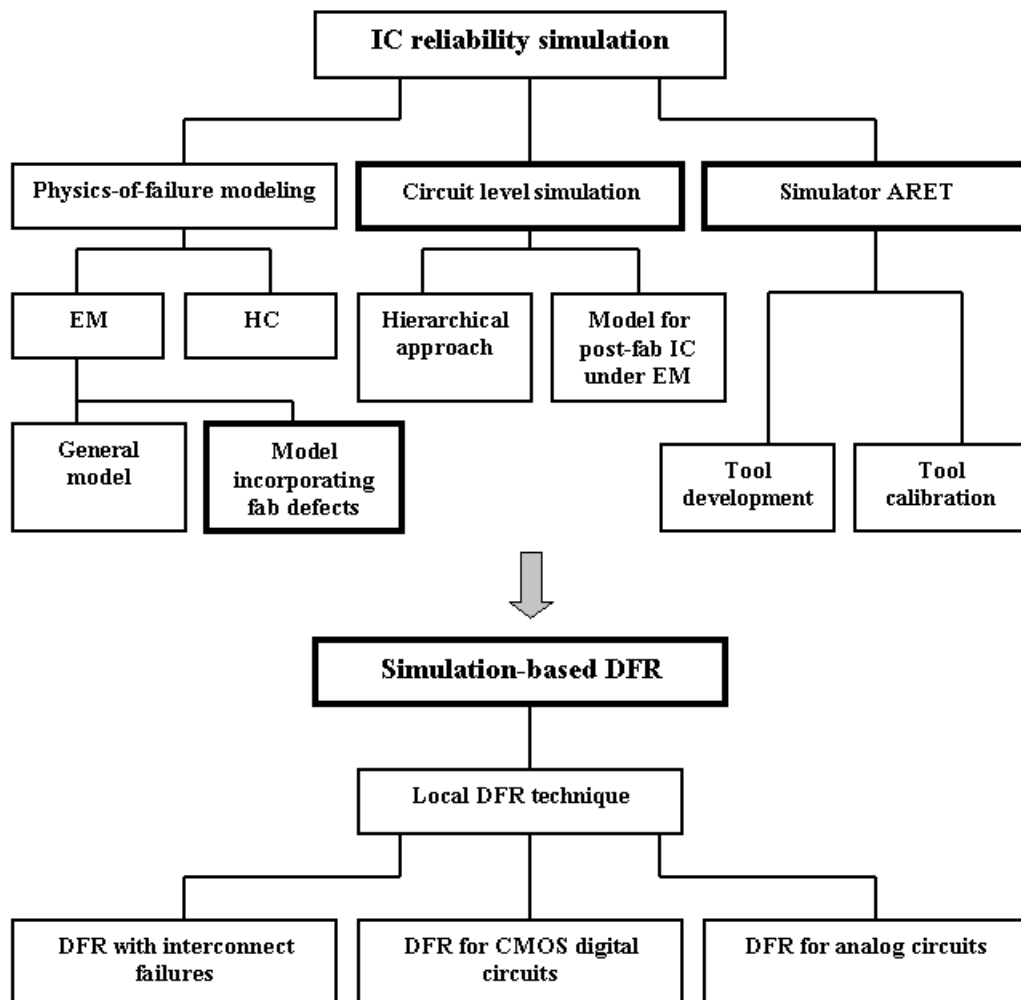 IC reliability simulation
Physics-of-failure modeling
Circuit level simulation
Simulator ARET
EM
HC
Hierarchical
approach
Model for
post-fab IC
under EM
General
model
Model
incorporating
fab defects
Tool
development
Tool
calibration
Simulation-based DFR
Local DFR technique
DFR with interconnect
failures
DFR for CMOS digital
circuits
DFR for analog circuits